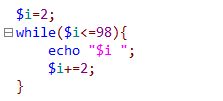 $i=2;
while($i<=98){
echo "$i ";
$i+=2;
}